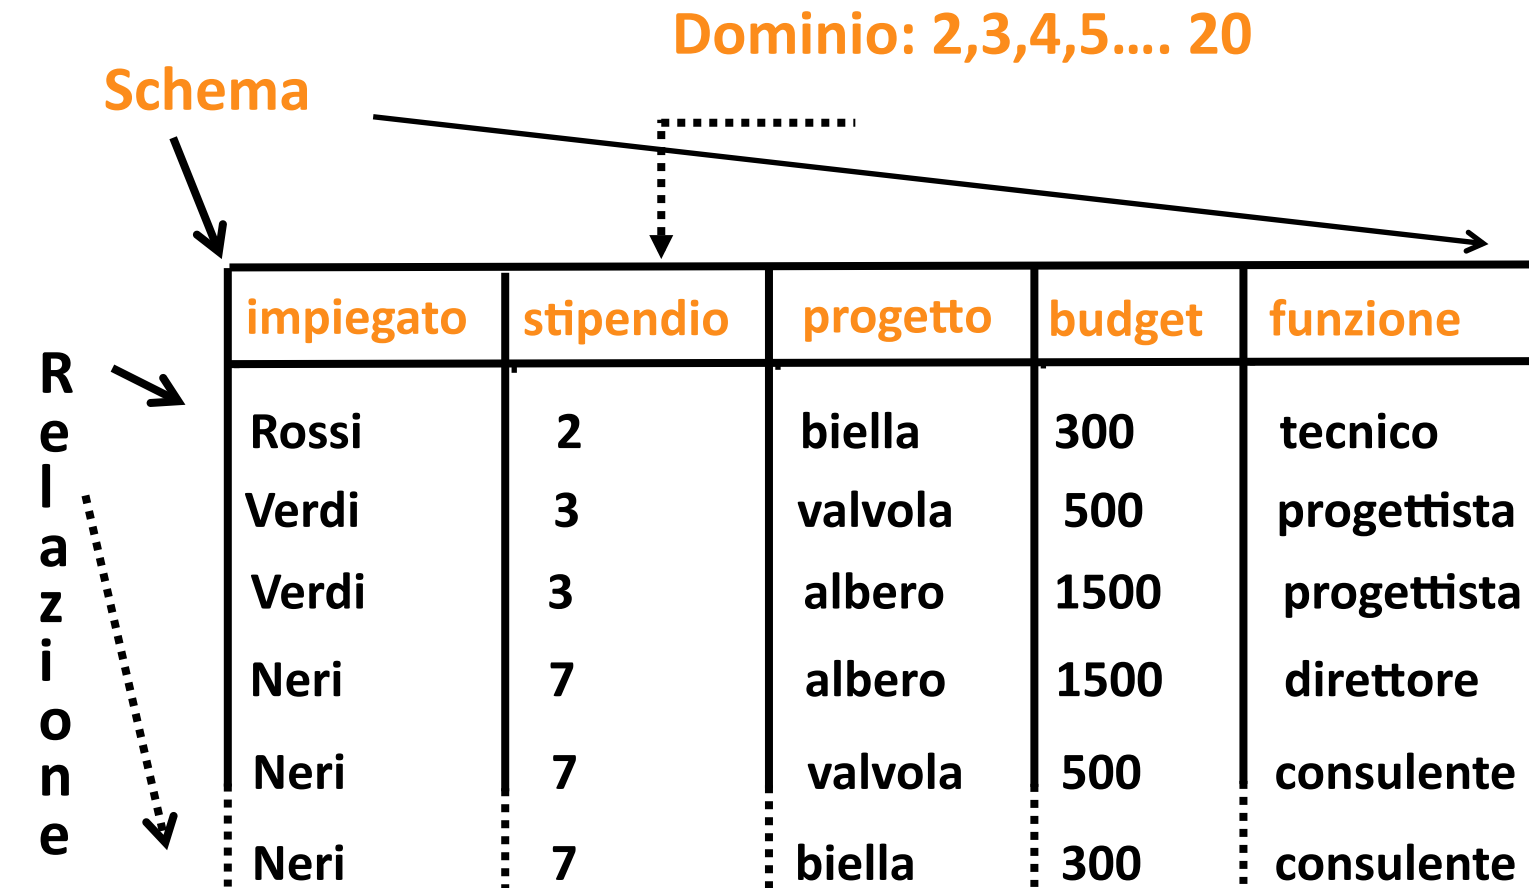 Dominio: 2,3,4,5.... 20
Schema
impiegato stipendio progetto budget funzione
Relazione
Rossi 2 biella 300 tecnico
Verdi 3 valvola 500 progettista
Verdi 3 albero 1500 progettista
Neri 7 albero 1500 direttore
Neri 7 valvola 500 consulente
Neri 7 biella 300 consulente